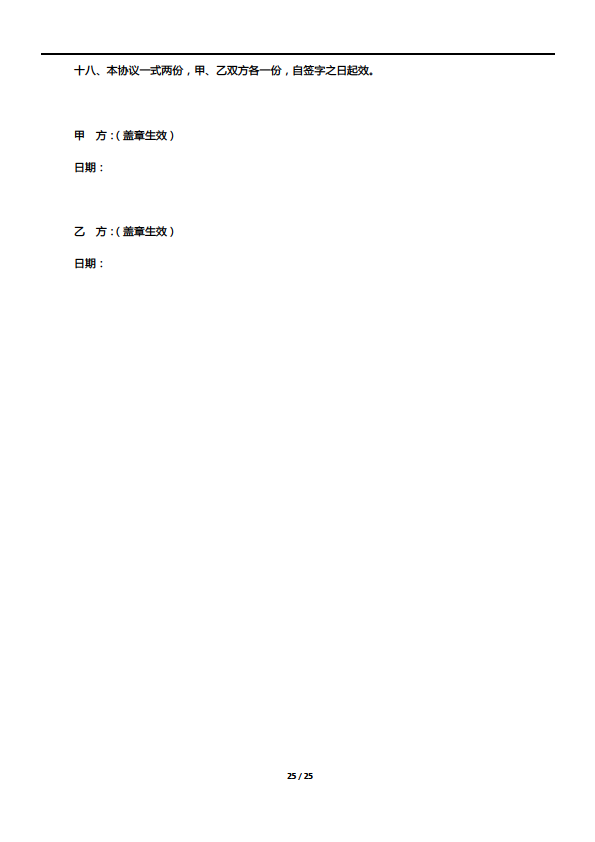 十八、本协议一式两份，甲、乙双方各一份，自签字之日起效。
甲　方：（盖章生效）
日期：
乙　方：（盖章生效）
日期：
25 / 25